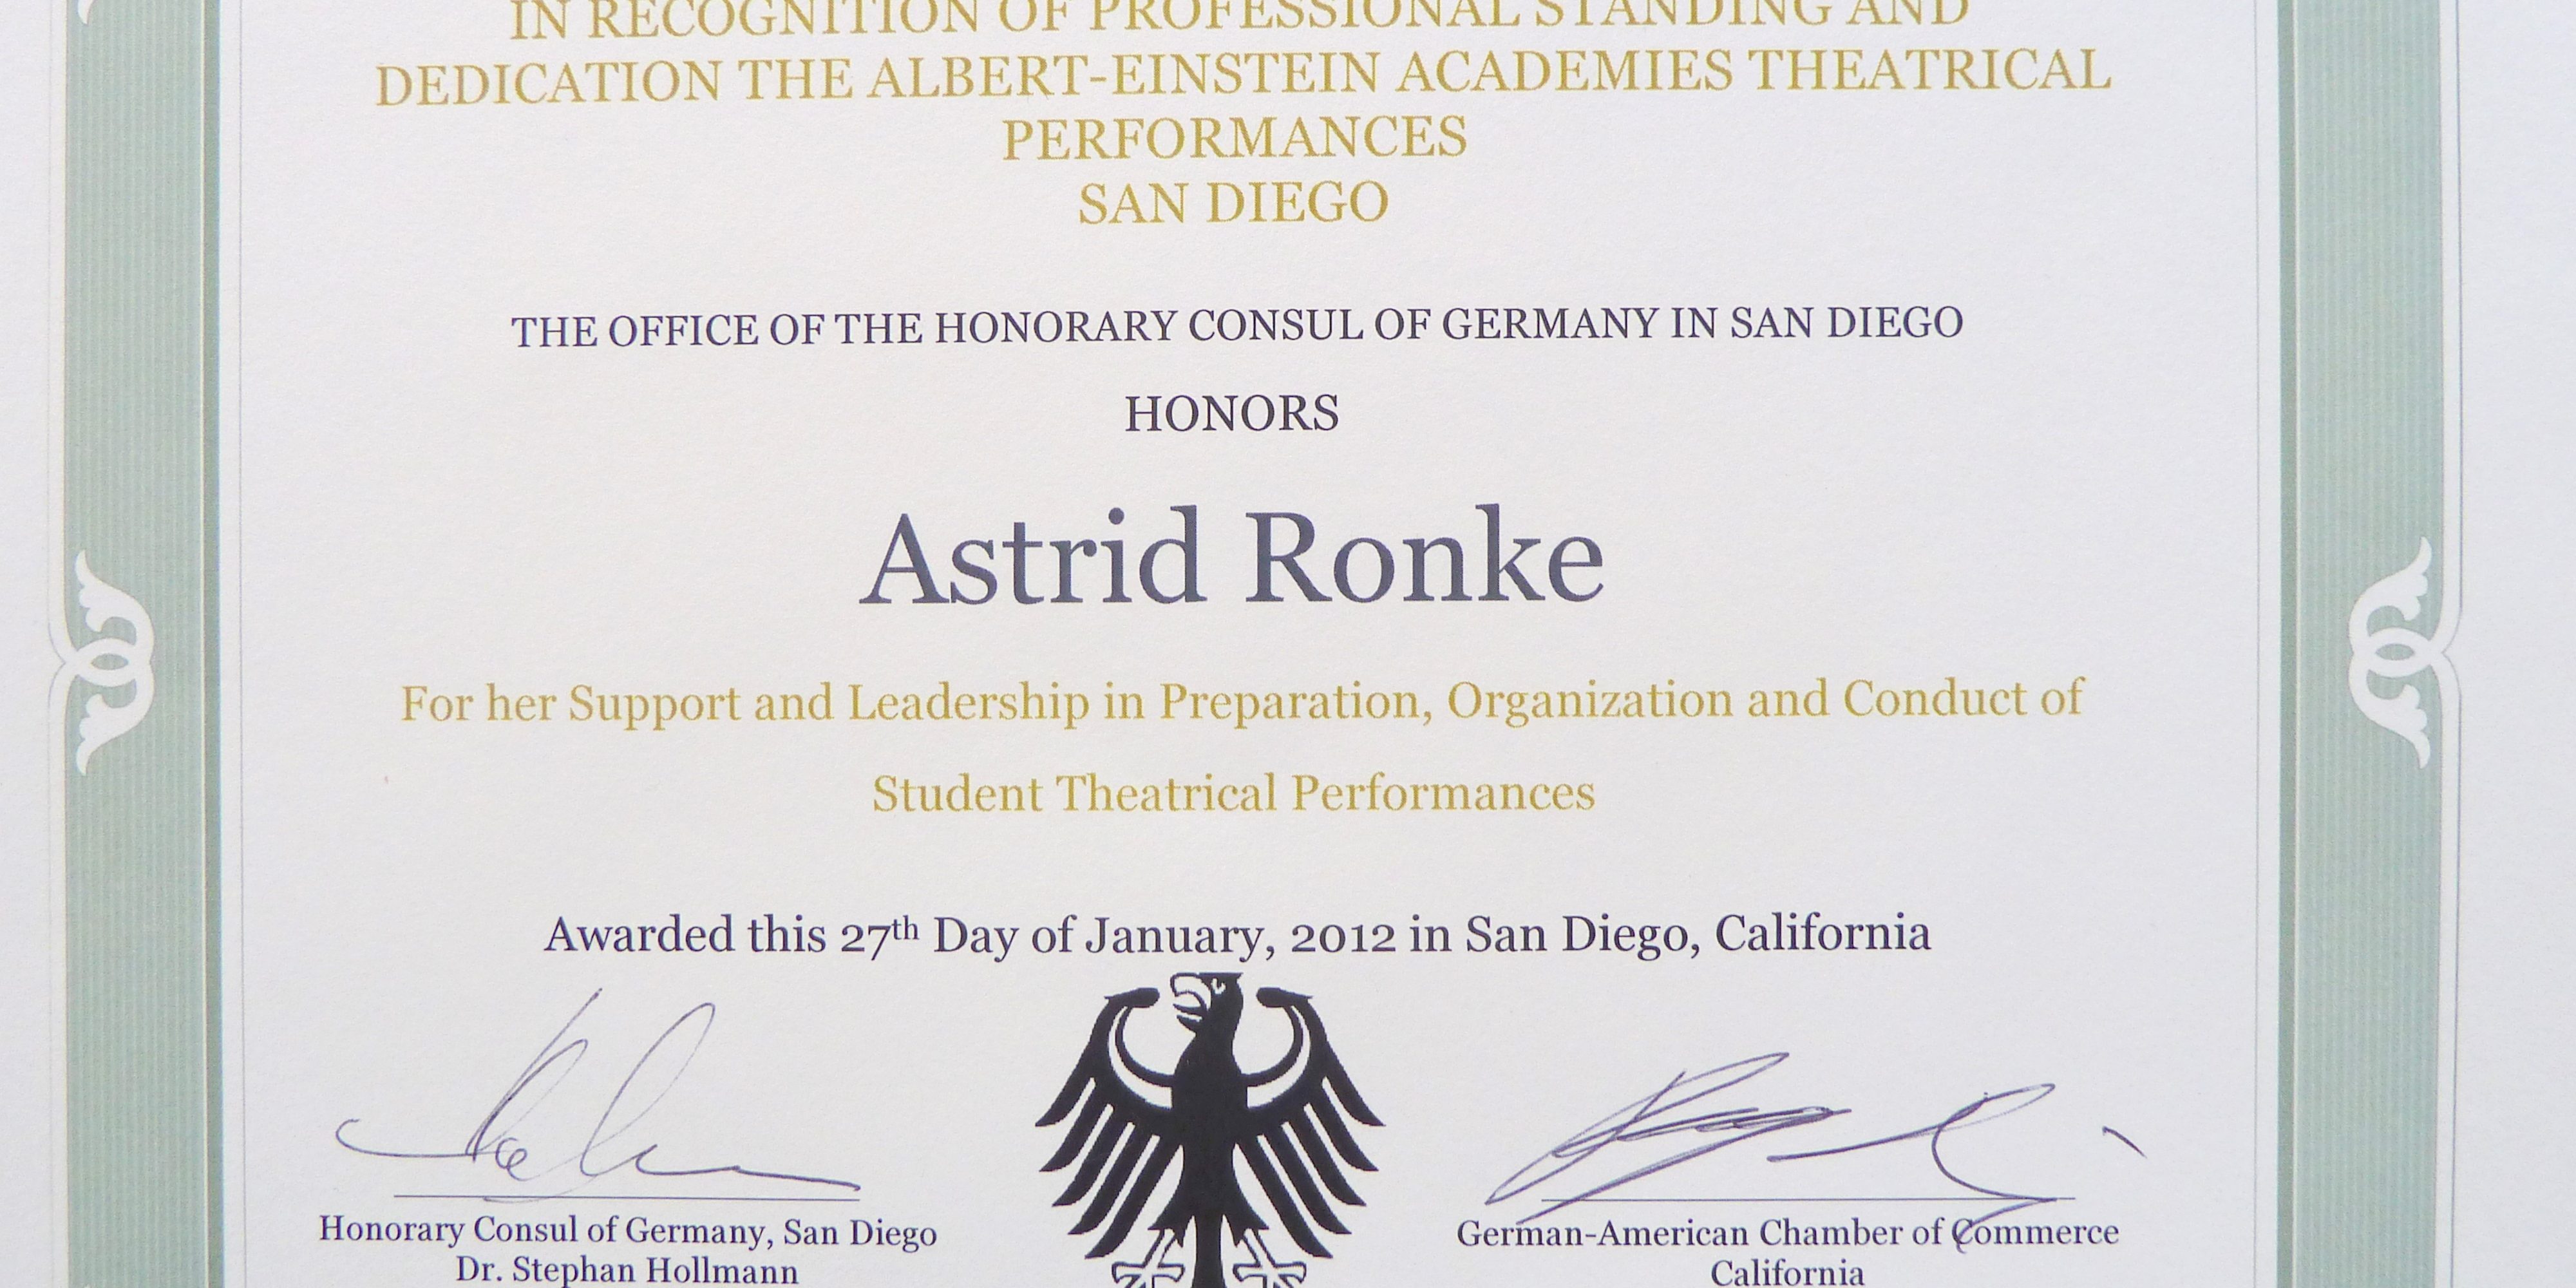 IN RECOGNITION OF PROFESSIONAL STANDING AND
DEDICATION THE ALBERT-EINSTEIN ACADEMIES THEATRICAL
PERFORMANCES
SAN DIEGO
THE OFFICE OF THE HONORARY CONSUL OF GERMANY IN SAN DIEGO
HONORS
Astrid Ronke
For her Support and Leadership in Preparation, Organization and Conduct of
Student Theatrical Performances
Awarded this 27th Day of January, 2012 in San Diego, California
Honorary Consul of Germany, San Diego
Dr. Stephan Hollmann
German-American Chamber of Commerce
California